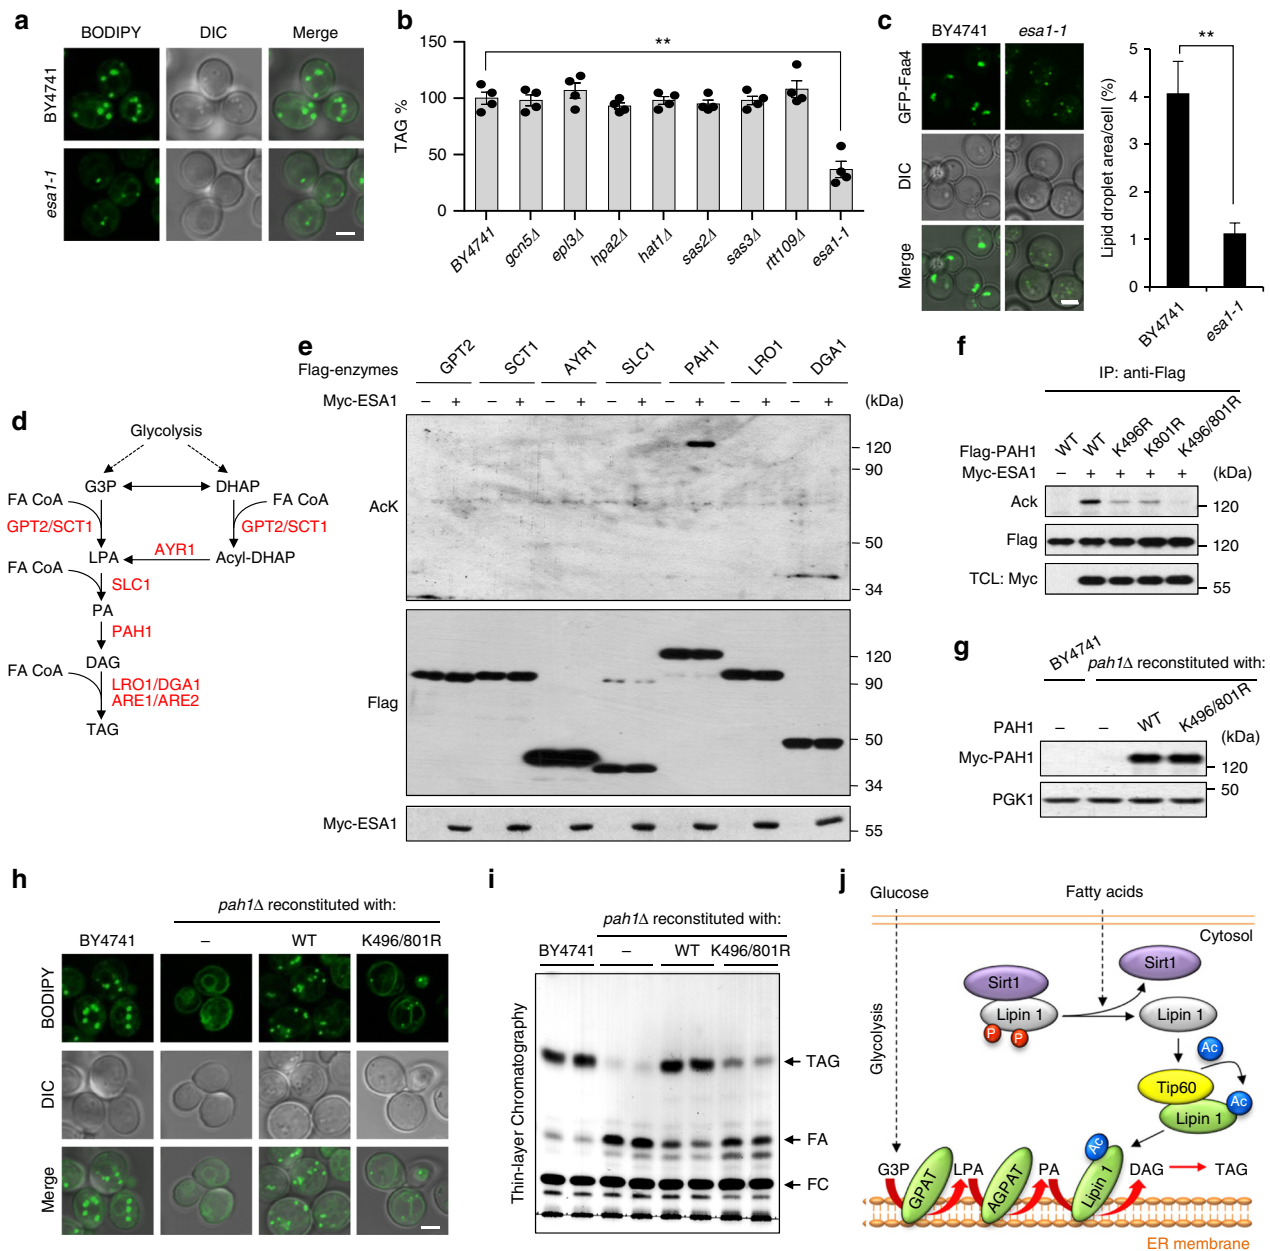 a
BODIPY DIC Merge
BY4741
esa1-1
b
TAG %
150
100
50
0
**
BY4741 gcn5Δ epl3Δ hpa2Δ hat1Δ sas2Δ sas3Δ rtt109Δ esa1-1
c
BY4741 esa1-1
GFP-Faa4
DIC
Merge
Lipid droplet area/cell (%)
5
4
3
2
1
0
**
BY4741 esa1-1
d
Glycolysis
G3P DHAP
FA CoA FA CoA
GPT2/SCT1 GPT2/SCT1
LPA AYR1 Acyl-DHAP
FA CoA
SLC1
PA
PAH1
DAG
FA CoA
LRO1/DGA1
ARE1/ARE2
TAG
e
Flag-enzymes GPT2 SCT1 AYR1 SLC1 PAH1 LRO1 DGA1
Myc-ESA1 – + – + – + – + – + – + – + (kDa)
AcK
120
90
50
34
Flag
120
90
50
34
Myc-ESA1
55
f
IP: anti-Flag
Flag-PAH1 WT WT K496R K801R K496/801R
Myc-ESA1 – + + + + (kDa)
Ack 120
Flag 120
TCL: Myc 55
g
BY4741 pah1Δ reconstituted with:
PAH1 – – WT K496/801R
(kDa)
Myc-PAH1 120
50
PGK1
h
pah1Δ reconstituted with:
BY4741 – WT K496/801R
BODIPY
DIC
Merge
i
pah1Δ reconstituted with:
BY4741 – WT K496/801R
Thin-layer Chromatography
TAG
FA
FC
j
Glucose Fatty acids
Cytosol
Sirt1
Sirt1
Lipin 1 Lipin 1
P P
Glycolysis
Ac
Tip60
Ac
Lipin 1
Ac
G3P LPA PA DAG TAG
GPAT AGPAT Lipin 1
ER membrane